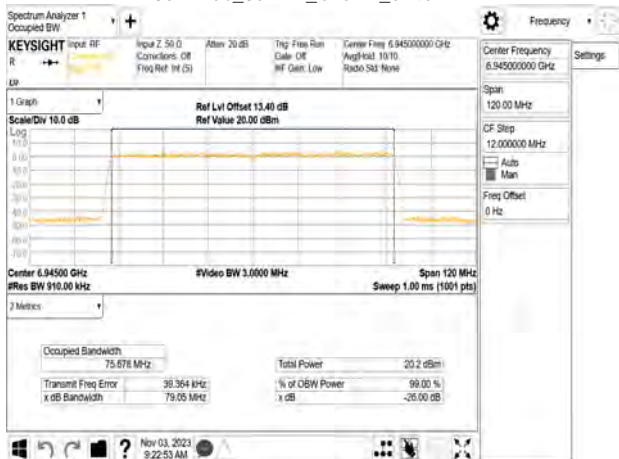 Spectrum Analyzer 1
Occupied BW
Frequency
KEYSIGHT
Input: RF
Input Z: 50 Ω
Corrections: Off
Freq Ref: Int (S)
Atten: 20 dB
Trig: Free Run
Gate: Off
#IF Gain: Low
Center Freq: 6.945000000 GHz
Avg|Hold: 10/10
Radio Std: None
R
1 Graph
Scale/Div 10.0 dB
Ref Lvl Offset 13.40 dB
Ref Value 20.00 dBm
Log
10.0
0.00
Center 6.94500 GHz
#Res BW 910.00 kHz
#Video BW 3.0000 MHz
Span 120 MHz
Sweep 1.00 ms (1001 pts)
2 Metrics
Occupied Bandwidth
75.678 MHz
Total Power
20.2 dBm
Transmit Freq Error
39.364 kHz
% of OBW Power
99.00 %
x dB Bandwidth
79.05 MHz
x dB
-26.00 dB
Center Frequency
6.945000000 GHz
Settings
Span
120.00 MHz
CF Step
12.000000 MHz
Auto
Man
Freq Offset
0 Hz
Nov 03, 2023
9:22:53 AM